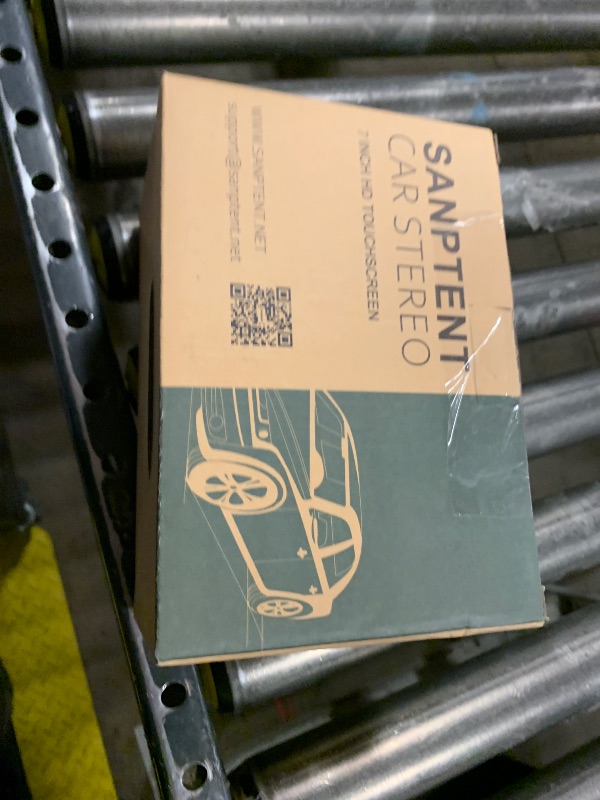 SANPTENT
CAR STEREO
7 INCH HD TOUCHSCREEN
WWW.SANPTENT.NET
support@sanptent.net